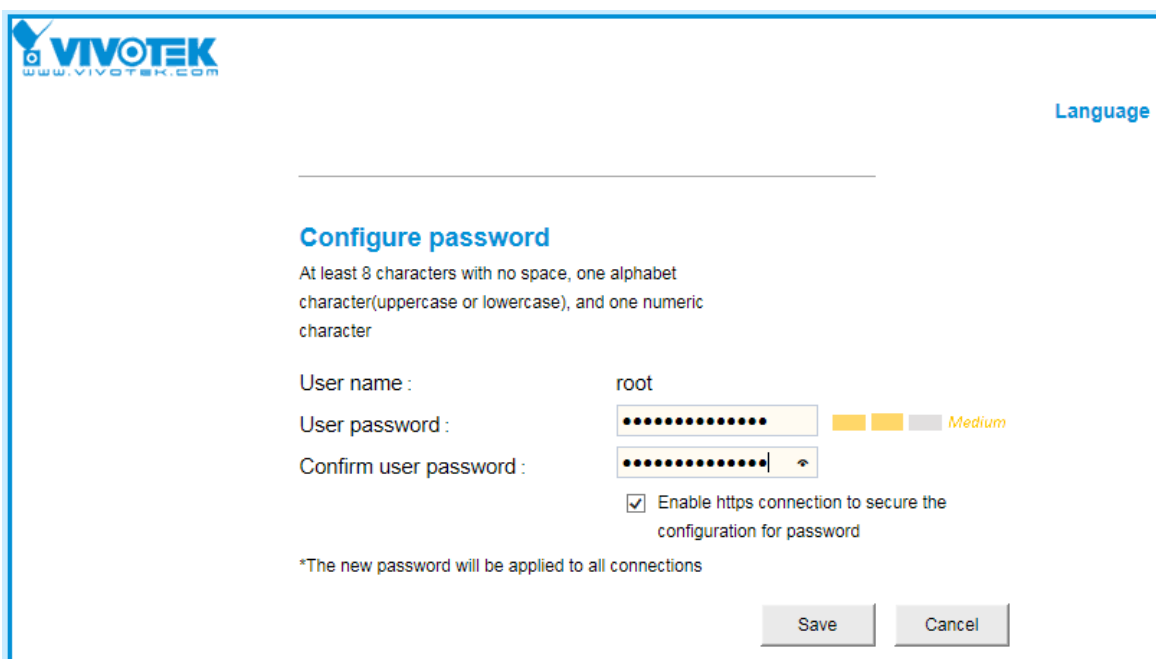 VIVOTEK
www.vivotek.com
Language
Configure password
At least 8 characters with no space, one alphabet
character(uppercase or lowercase), and one numeric
character
User name : root
User password : •••••••••••••• Medium
Confirm user password : ••••••••••••••
Enable https connection to secure the
configuration for password
*The new password will be applied to all connections
Save Cancel